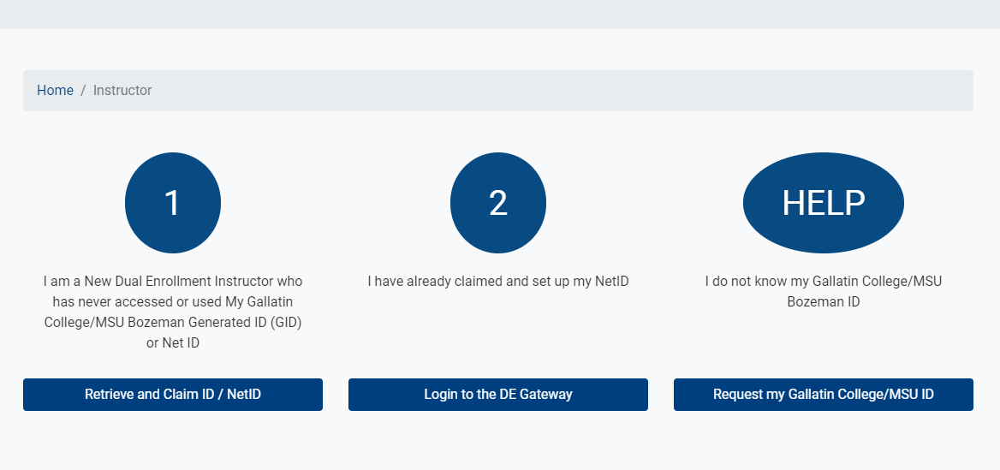 Home / Instructor
1
I am a New Dual Enrollment Instructor who
has never accessed or used My Gallatin
College/MSU Bozeman Generated ID (GID)
or Net ID
Retrieve and Claim ID / NetID
2
I have already claimed and set up my NetID
Login to the DE Gateway
HELP
I do not know my Gallatin College/MSU
Bozeman ID
Request my Gallatin College/MSU ID